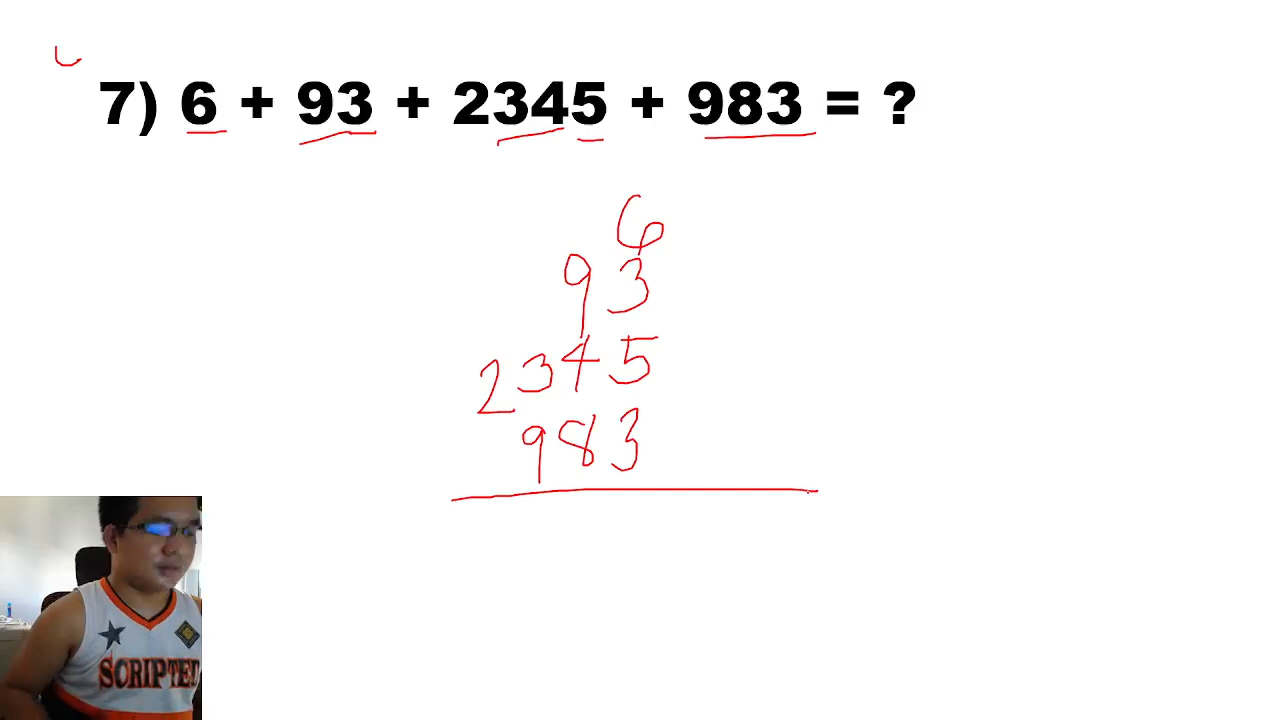 7) 6 + 93 + 2345 + 983 = ?
6
93
2345
983
SCRIPTED